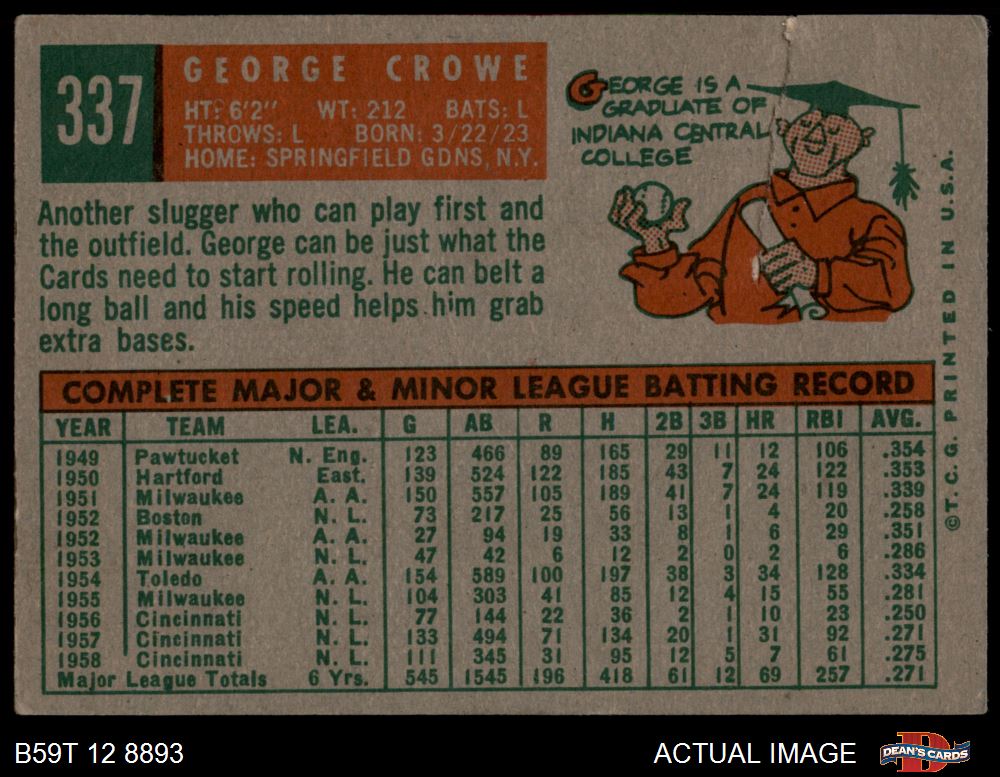 337
GEORGE CROWE
HT: 6'2" WT: 212 BATS: L
THROWS: L BORN: 3/22/23
HOME: SPRINGFIELD GDNS, N.Y.
GEORGE IS A
GRADUATE OF
INDIANA CENTRAL
COLLEGE
Another slugger who can play first and
the outfield. George can be just what the
Cards need to start rolling. He can belt a
long ball and his speed helps him grab
extra bases.
COMPLETE MAJOR & MINOR LEAGUE BATTING RECORD
YEAR TEAM LEA. G AB R H 2B 3B HR RBI AVG.
1949 Pawtucket N. Eng. 123 466 89 165 29 11 12 106 .354
1950 Hartford East. 139 524 122 185 43 7 24 122 .353
1951 Milwaukee A. A. 150 557 105 189 41 7 24 119 .339
1952 Boston N. L. 73 217 25 56 13 1 4 20 .258
1952 Milwaukee A. A. 27 94 19 33 8 1 6 29 .351
1953 Milwaukee N. L. 47 42 6 12 2 0 2 6 .286
1954 Toledo A. A. 154 589 100 197 38 3 34 128 .334
1955 Milwaukee N. L. 104 303 41 85 12 4 15 55 .281
1956 Cincinnati N. L. 77 144 22 36 2 1 10 23 .250
1957 Cincinnati N. L. 133 494 71 134 20 1 31 92 .271
1958 Cincinnati N. L. 111 345 31 95 12 5 7 61 .275
Major League Totals 6 Yrs. 545 1545 196 418 61 12 69 257 .271
©T.C.G. PRINTED IN U.S.A.
B59T 12 8893
ACTUAL IMAGE
D
DEAN'S CARDS